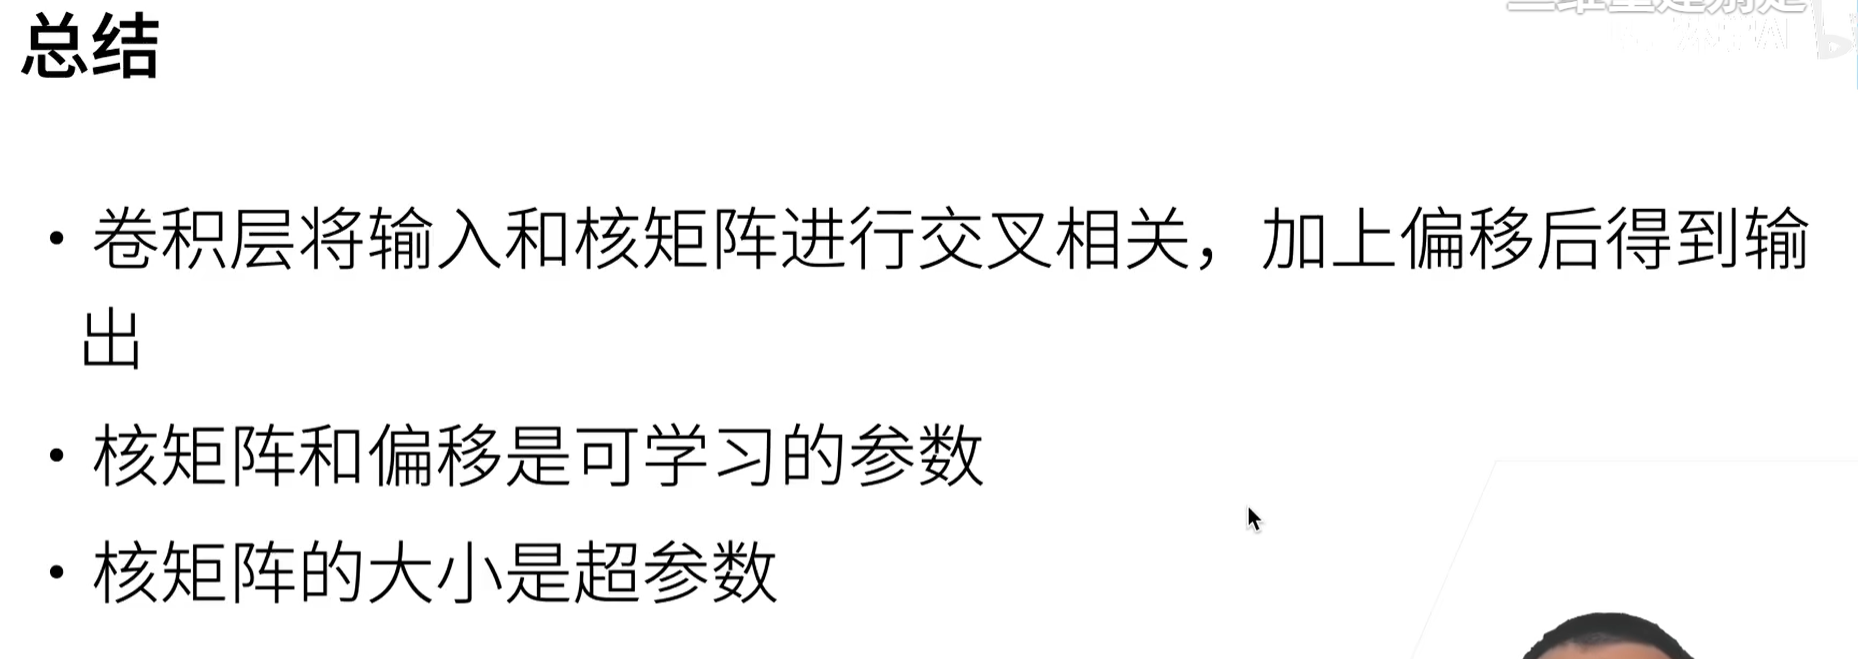 总结
• 卷积层将输入和核矩阵进行交叉相关，加上偏移后得到输
出
• 核矩阵和偏移是可学习的参数
• 核矩阵的大小是超参数